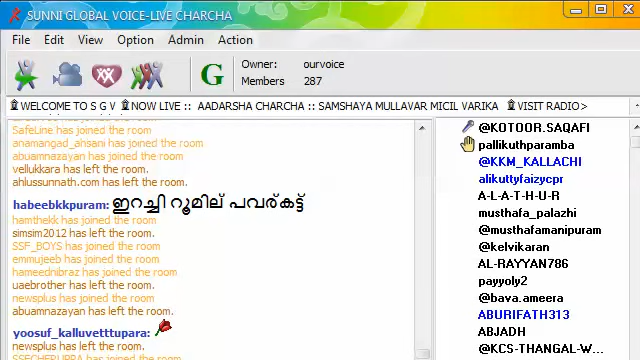 SUNNI GLOBAL VOICE-LIVE CHARCHA
File Edit View Option Admin Action
G
Owner: ourvoice
Members 287
WELCOME TO S G V NOW LIVE :: AADARSHA CHARCHA :: SAMSHAYA MULLAVAR MICIL VARIKA VISIT RADIO>
SafeLine has joined the room
anamangad_ahsani has joined the room
abuamnazayan has joined the room
vellukkara has left the room.
ahlussunnath.com has left the room.
habeebkkpuram: ഇറച്ചി റൂമില് പവര്കട്ട്
hamthekk has joined the room
simsim2012 has left the room.
SSF_BOYS has joined the room
emmujeeb has joined the room
hameednibraz has joined the room
uaebrother has left the room.
newsplus has joined the room
abuamnazayan has left the room.
yoosuf_kalluvetttupara:
newsplus has left the room.
@KOTOOR.SAQAFI
pallikuthparamba
@KKM_KALLACHI
alikuttyfaizycpr
A-L-A-T-H-U-R
musthafa_palazhi
@musthafamanipuram
@kelvikaran
AL-RAYYAN786
payyoly2
@bava.ameera
ABURIFATH313
ABJADH
@KCS-THANGAL-W...